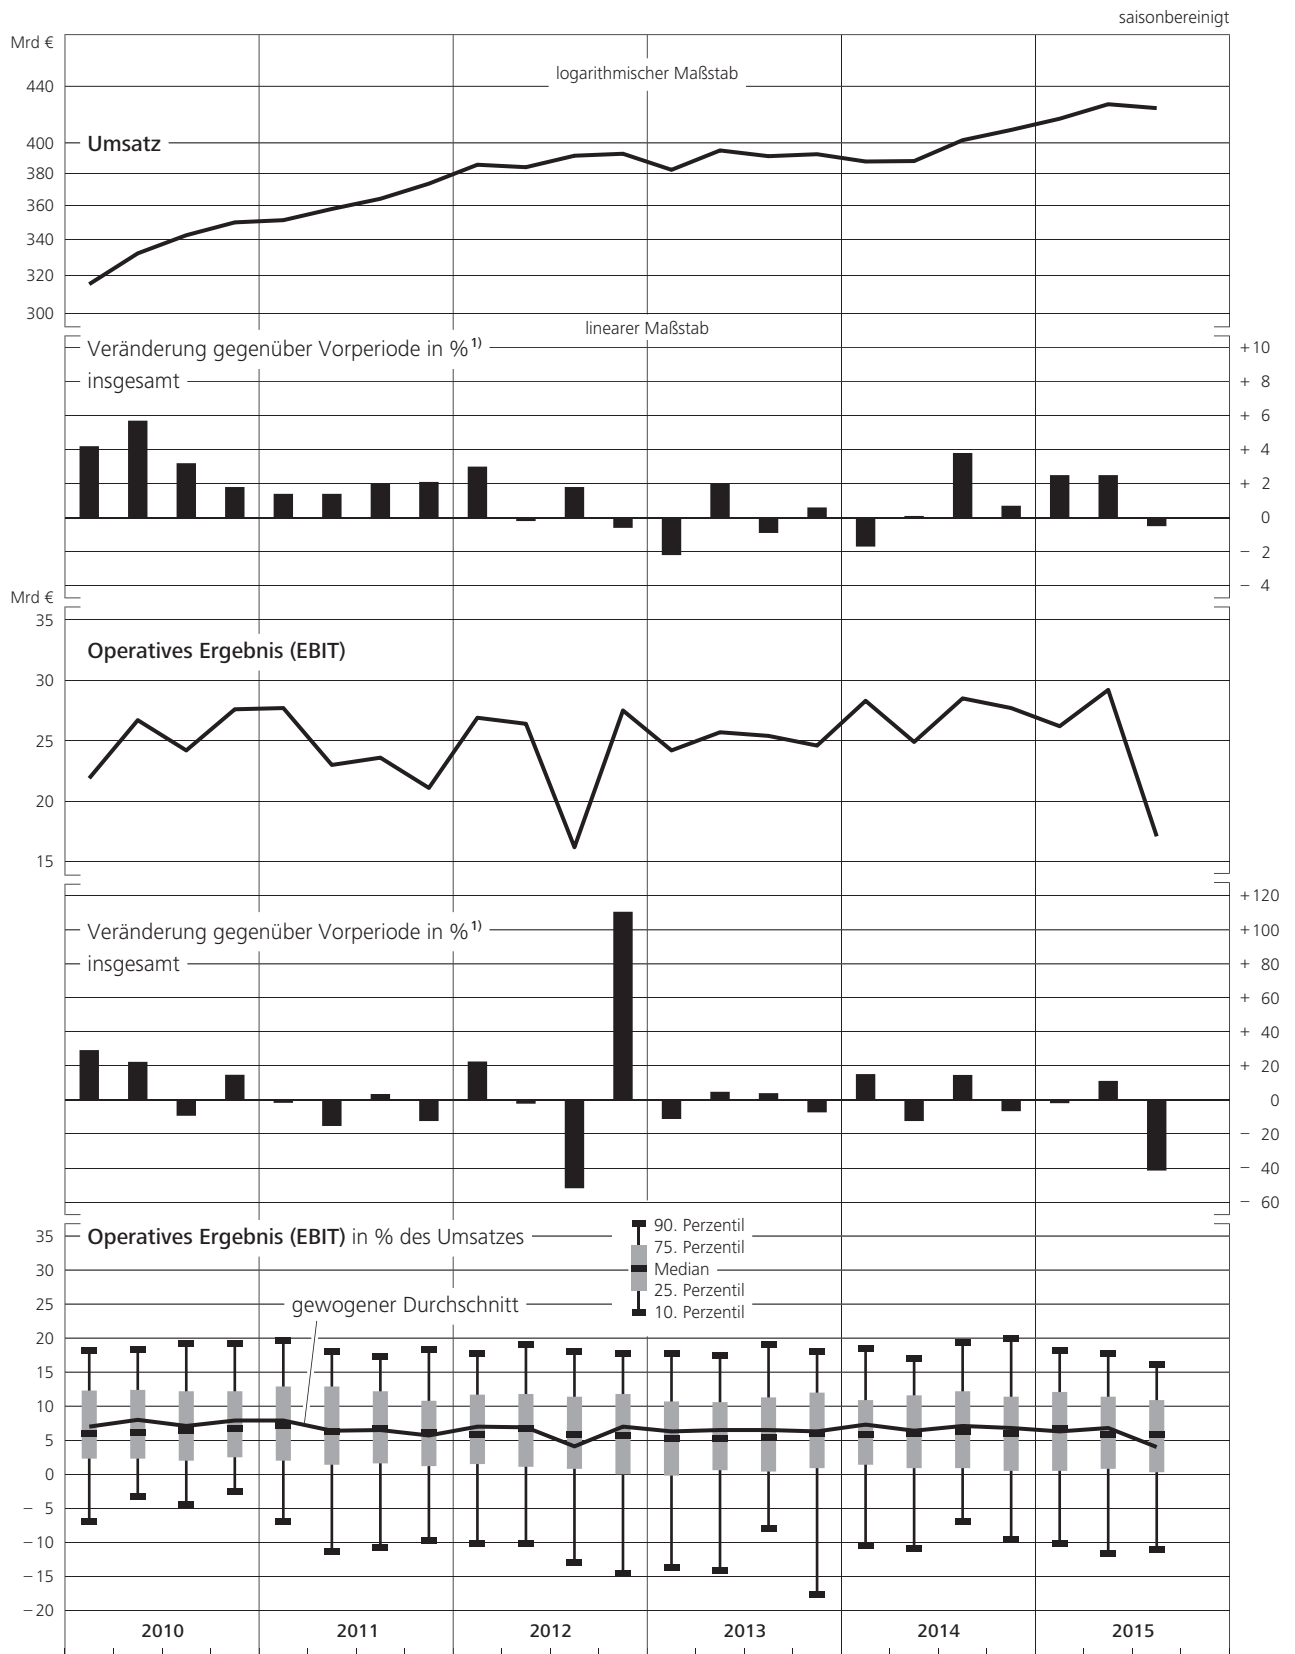 saisonbereinigt
Mrd €
logarithmischer Maßstab
440
Umsatz
400
380
360
340
320
300
linearer Maßstab
Veränderung gegenüber Vorperiode in % 1)
insgesamt
+ 10
+ 8
+ 6
+ 4
+ 2
0
− 2
− 4
Mrd €
35
Operatives Ergebnis (EBIT)
30
25
20
15
Veränderung gegenüber Vorperiode in % 1)
insgesamt
+ 120
+ 100
+ 80
+ 60
+ 40
+ 20
0
− 20
− 40
− 60
Operatives Ergebnis (EBIT) in % des Umsatzes
90. Perzentil
75. Perzentil
Median
25. Perzentil
10. Perzentil
gewogener Durchschnitt
35
30
25
20
15
10
5
0
− 5
− 10
− 15
− 20
2010 2011 2012 2013 2014 2015